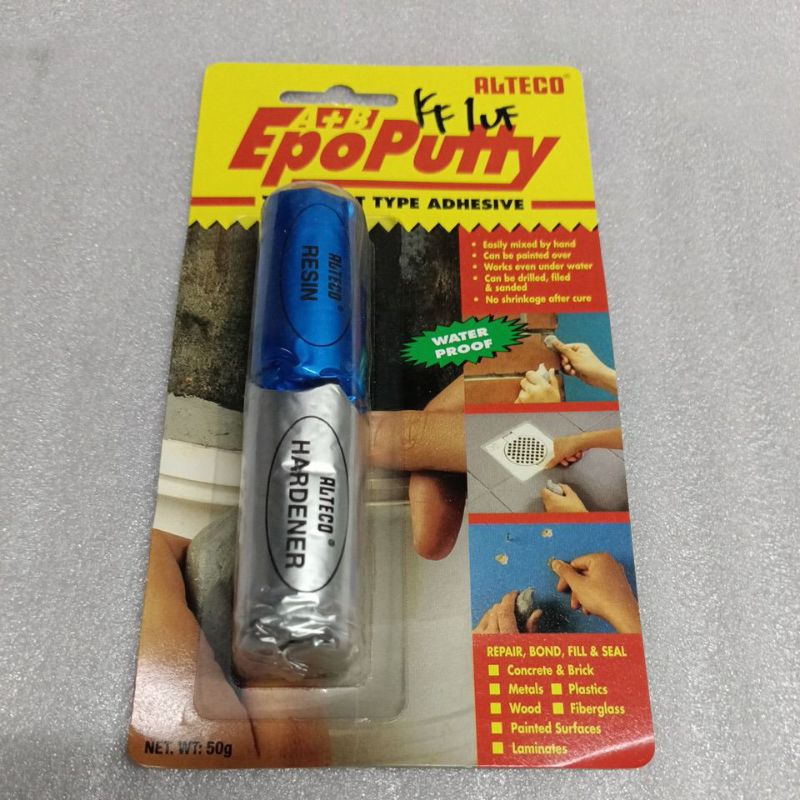 ALTECO®
A+B
EpoPutty
TYPE ADHESIVE
ALTECO®
RESIN
ALTECO®
HARDENER
• Easily mixed by hand
• Can be painted over
• Works even under water
• Can be drilled, filed
& sanded
• No shrinkage after cure
WATER
PROOF
REPAIR, BOND, FILL & SEAL
Concrete & Brick
Metals Plastics
Wood Fiberglass
Painted Surfaces
Laminates
NET. WT: 50g